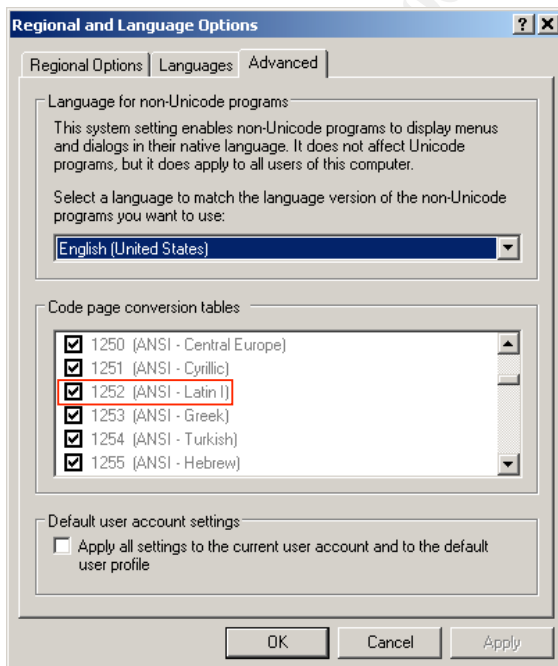 Regional and Language Options
Regional Options Languages Advanced
Language for non-Unicode programs
This system setting enables non-Unicode programs to display menus
and dialogs in their native language. It does not affect Unicode
programs, but it does apply to all users of this computer.
Select a language to match the language version of the non-Unicode
programs you want to use:
English (United States)
Code page conversion tables
1250 (ANSI - Central Europe)
1251 (ANSI - Cyrillic)
1252 (ANSI - Latin I)
1253 (ANSI - Greek)
1254 (ANSI - Turkish)
1255 (ANSI - Hebrew)
Default user account settings
Apply all settings to the current user account and to the default
user profile
OK Cancel Apply